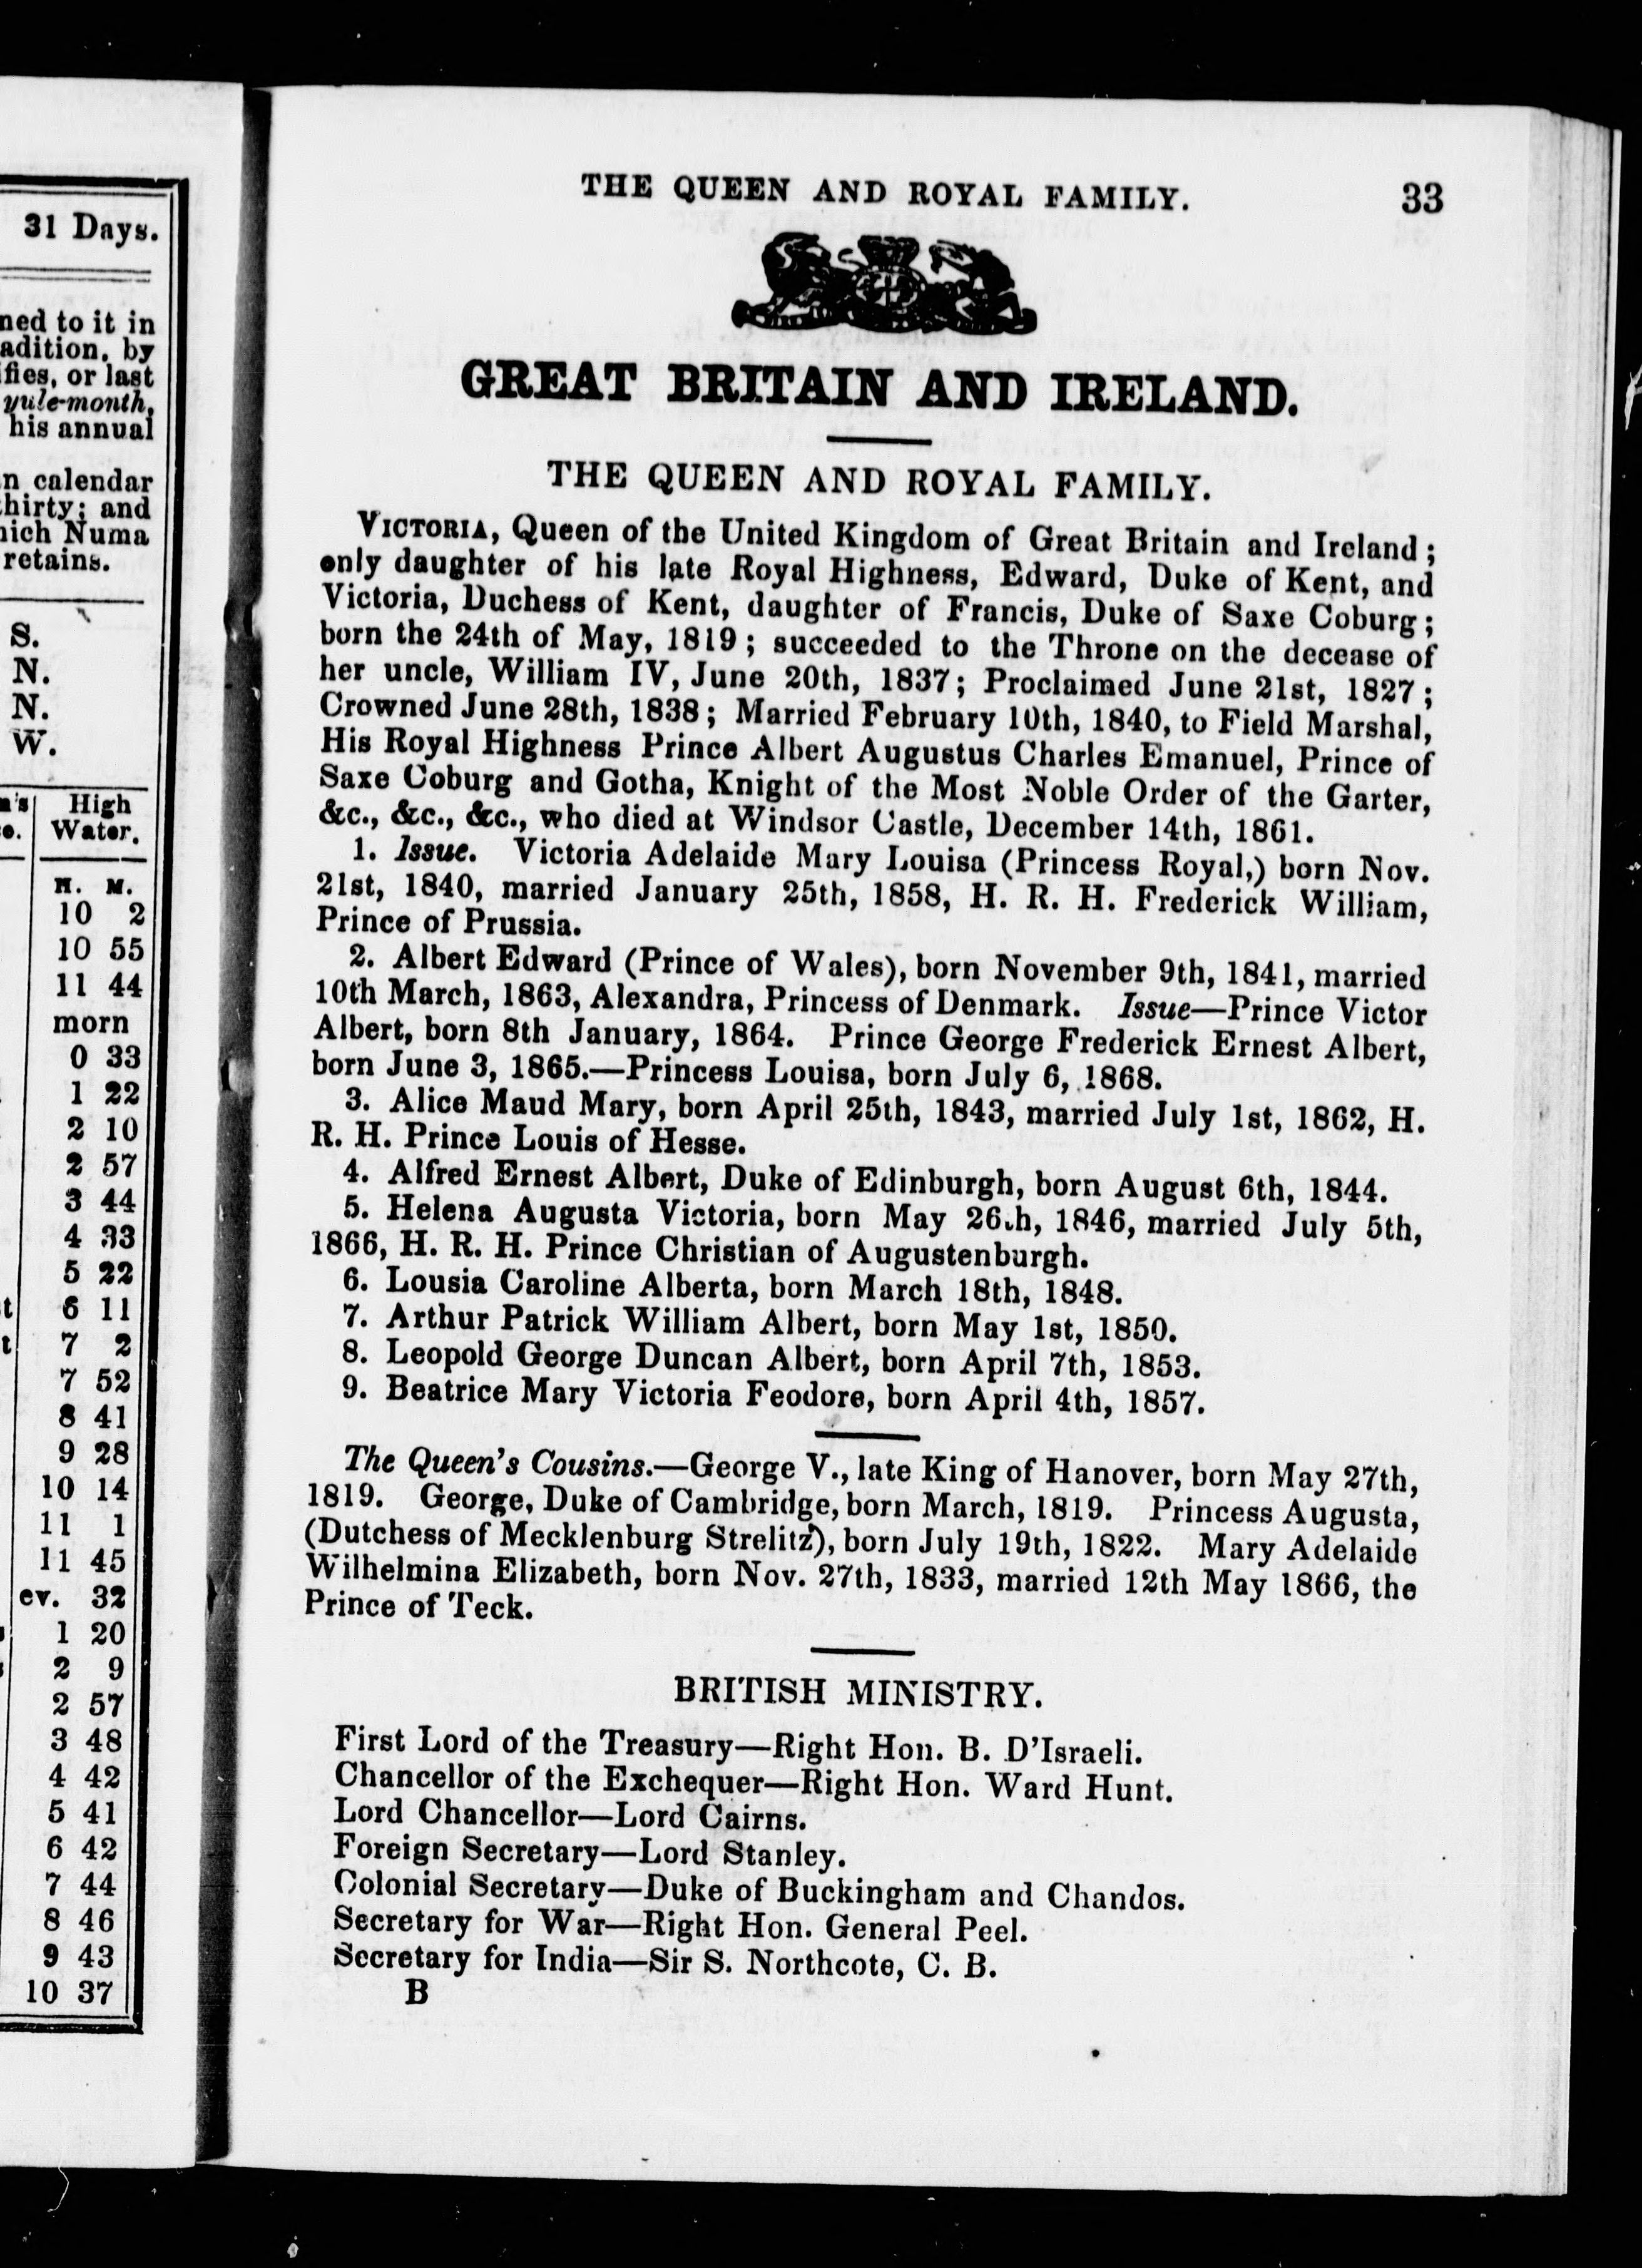 31 Days.
ned to it in
adition, by
fies, or last
yule-month,
his annual
n calendar
hirty; and
hich Numa
retains.
S.
N.
N.
W.
High
Water.
H. M.
10 2
10 55
11 44
morn
0 33
1 22
2 10
2 57
3 44
4 33
5 22
6 11
7 2
7 52
8 41
9 28
10 14
11 1
11 45
ev. 32
1 20
2 9
2 57
3 48
4 42
5 41
6 42
7 44
8 46
9 43
10 37
THE QUEEN AND ROYAL FAMILY. 33
GREAT BRITAIN AND IRELAND.
THE QUEEN AND ROYAL FAMILY.
VICTORIA, Queen of the United Kingdom of Great Britain and Ireland;
only daughter of his late Royal Highness, Edward, Duke of Kent, and
Victoria, Duchess of Kent, daughter of Francis, Duke of Saxe Coburg;
born the 24th of May, 1819; succeeded to the Throne on the decease of
her uncle, William IV, June 20th, 1837; Proclaimed June 21st, 1827;
Crowned June 28th, 1838; Married February 10th, 1840, to Field Marshal,
His Royal Highness Prince Albert Augustus Charles Emanuel, Prince of
Saxe Coburg and Gotha, Knight of the Most Noble Order of the Garter,
&c., &c., &c., who died at Windsor Castle, December 14th, 1861.
1. Issue. Victoria Adelaide Mary Louisa (Princess Royal,) born Nov.
21st, 1840, married January 25th, 1858, H. R. H. Frederick William,
Prince of Prussia.
2. Albert Edward (Prince of Wales), born November 9th, 1841, married
10th March, 1863, Alexandra, Princess of Denmark. Issue—Prince Victor
Albert, born 8th January, 1864. Prince George Frederick Ernest Albert,
born June 3, 1865.—Princess Louisa, born July 6, 1868.
3. Alice Maud Mary, born April 25th, 1843, married July 1st, 1862, H.
R. H. Prince Louis of Hesse.
4. Alfred Ernest Albert, Duke of Edinburgh, born August 6th, 1844.
5. Helena Augusta Victoria, born May 26th, 1846, married July 5th,
1866, H. R. H. Prince Christian of Augustenburgh.
6. Lousia Caroline Alberta, born March 18th, 1848.
7. Arthur Patrick William Albert, born May 1st, 1850.
8. Leopold George Duncan Albert, born April 7th, 1853.
9. Beatrice Mary Victoria Feodore, born April 4th, 1857.
The Queen's Cousins.—George V., late King of Hanover, born May 27th,
1819. George, Duke of Cambridge, born March, 1819. Princess Augusta,
(Dutchess of Mecklenburg Strelitz), born July 19th, 1822. Mary Adelaide
Wilhelmina Elizabeth, born Nov. 27th, 1833, married 12th May 1866, the
Prince of Teck.
BRITISH MINISTRY.
First Lord of the Treasury—Right Hon. B. D'Israeli.
Chancellor of the Exchequer—Right Hon. Ward Hunt.
Lord Chancellor—Lord Cairns.
Foreign Secretary—Lord Stanley.
Colonial Secretary—Duke of Buckingham and Chandos.
Secretary for War—Right Hon. General Peel.
Secretary for India—Sir S. Northcote, C. B.
B